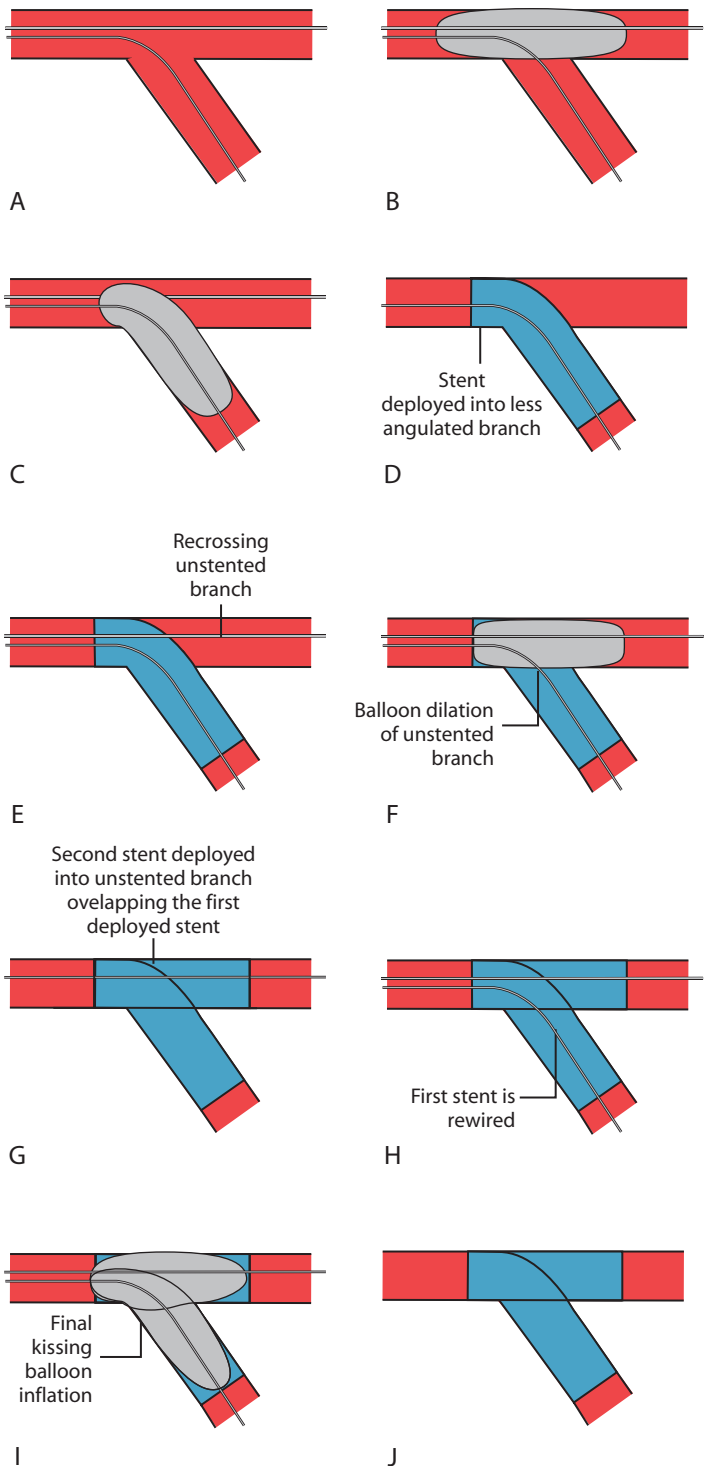 A
B
C
Stent
deployed into less
angulated branch
D
Recrossing
unstented
branch
E
Balloon dilation
of unstented
branch
F
Second stent deployed
into unstented branch
ovelapping the first
deployed stent
G
First stent is
rewired
H
Final
kissing
balloon
inflation
I
J